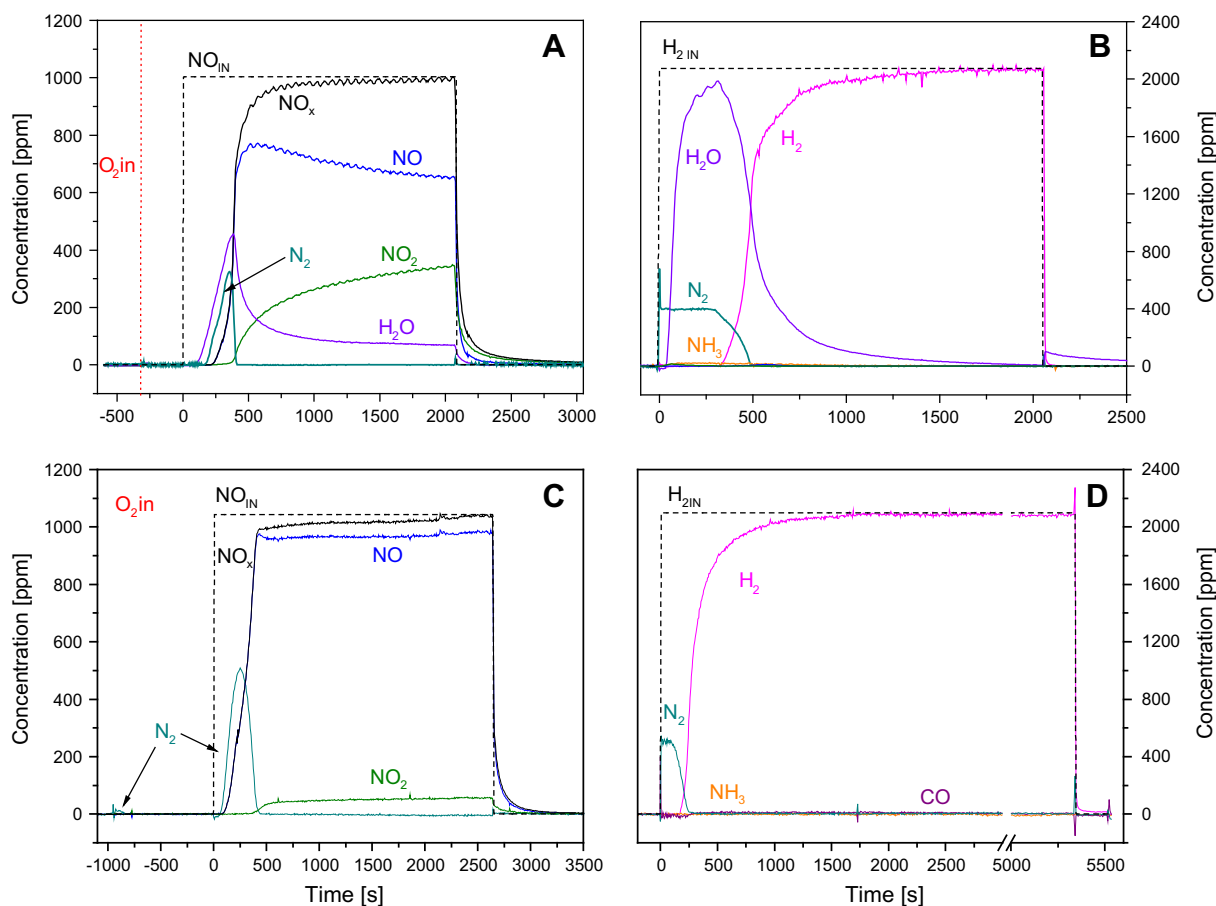 A
NO_IN
NO_x
O_2in
NO
N_2
NO_2
H_2O
Concentration [ppm]
1200
1000
800
600
400
200
0
-500 0 500 1000 1500 2000 2500 3000
B
H_2 IN
H_2O
H_2
N_2
NH_3
Concentration [ppm]
2400
2000
1600
1200
800
400
0
0 500 1000 1500 2000 2500
C
O_2in
NO_IN
NO_x
NO
N_2
NO_2
Concentration [ppm]
1200
1000
800
600
400
200
0
-1000 -500 0 500 1000 1500 2000 2500 3000 3500
Time [s]
D
H_2IN
H_2
N_2
NH_3
CO
Concentration [ppm]
2400
2000
1600
1200
800
400
0
0 500 1000 1500 2000 2500 5000 5500
Time [s]